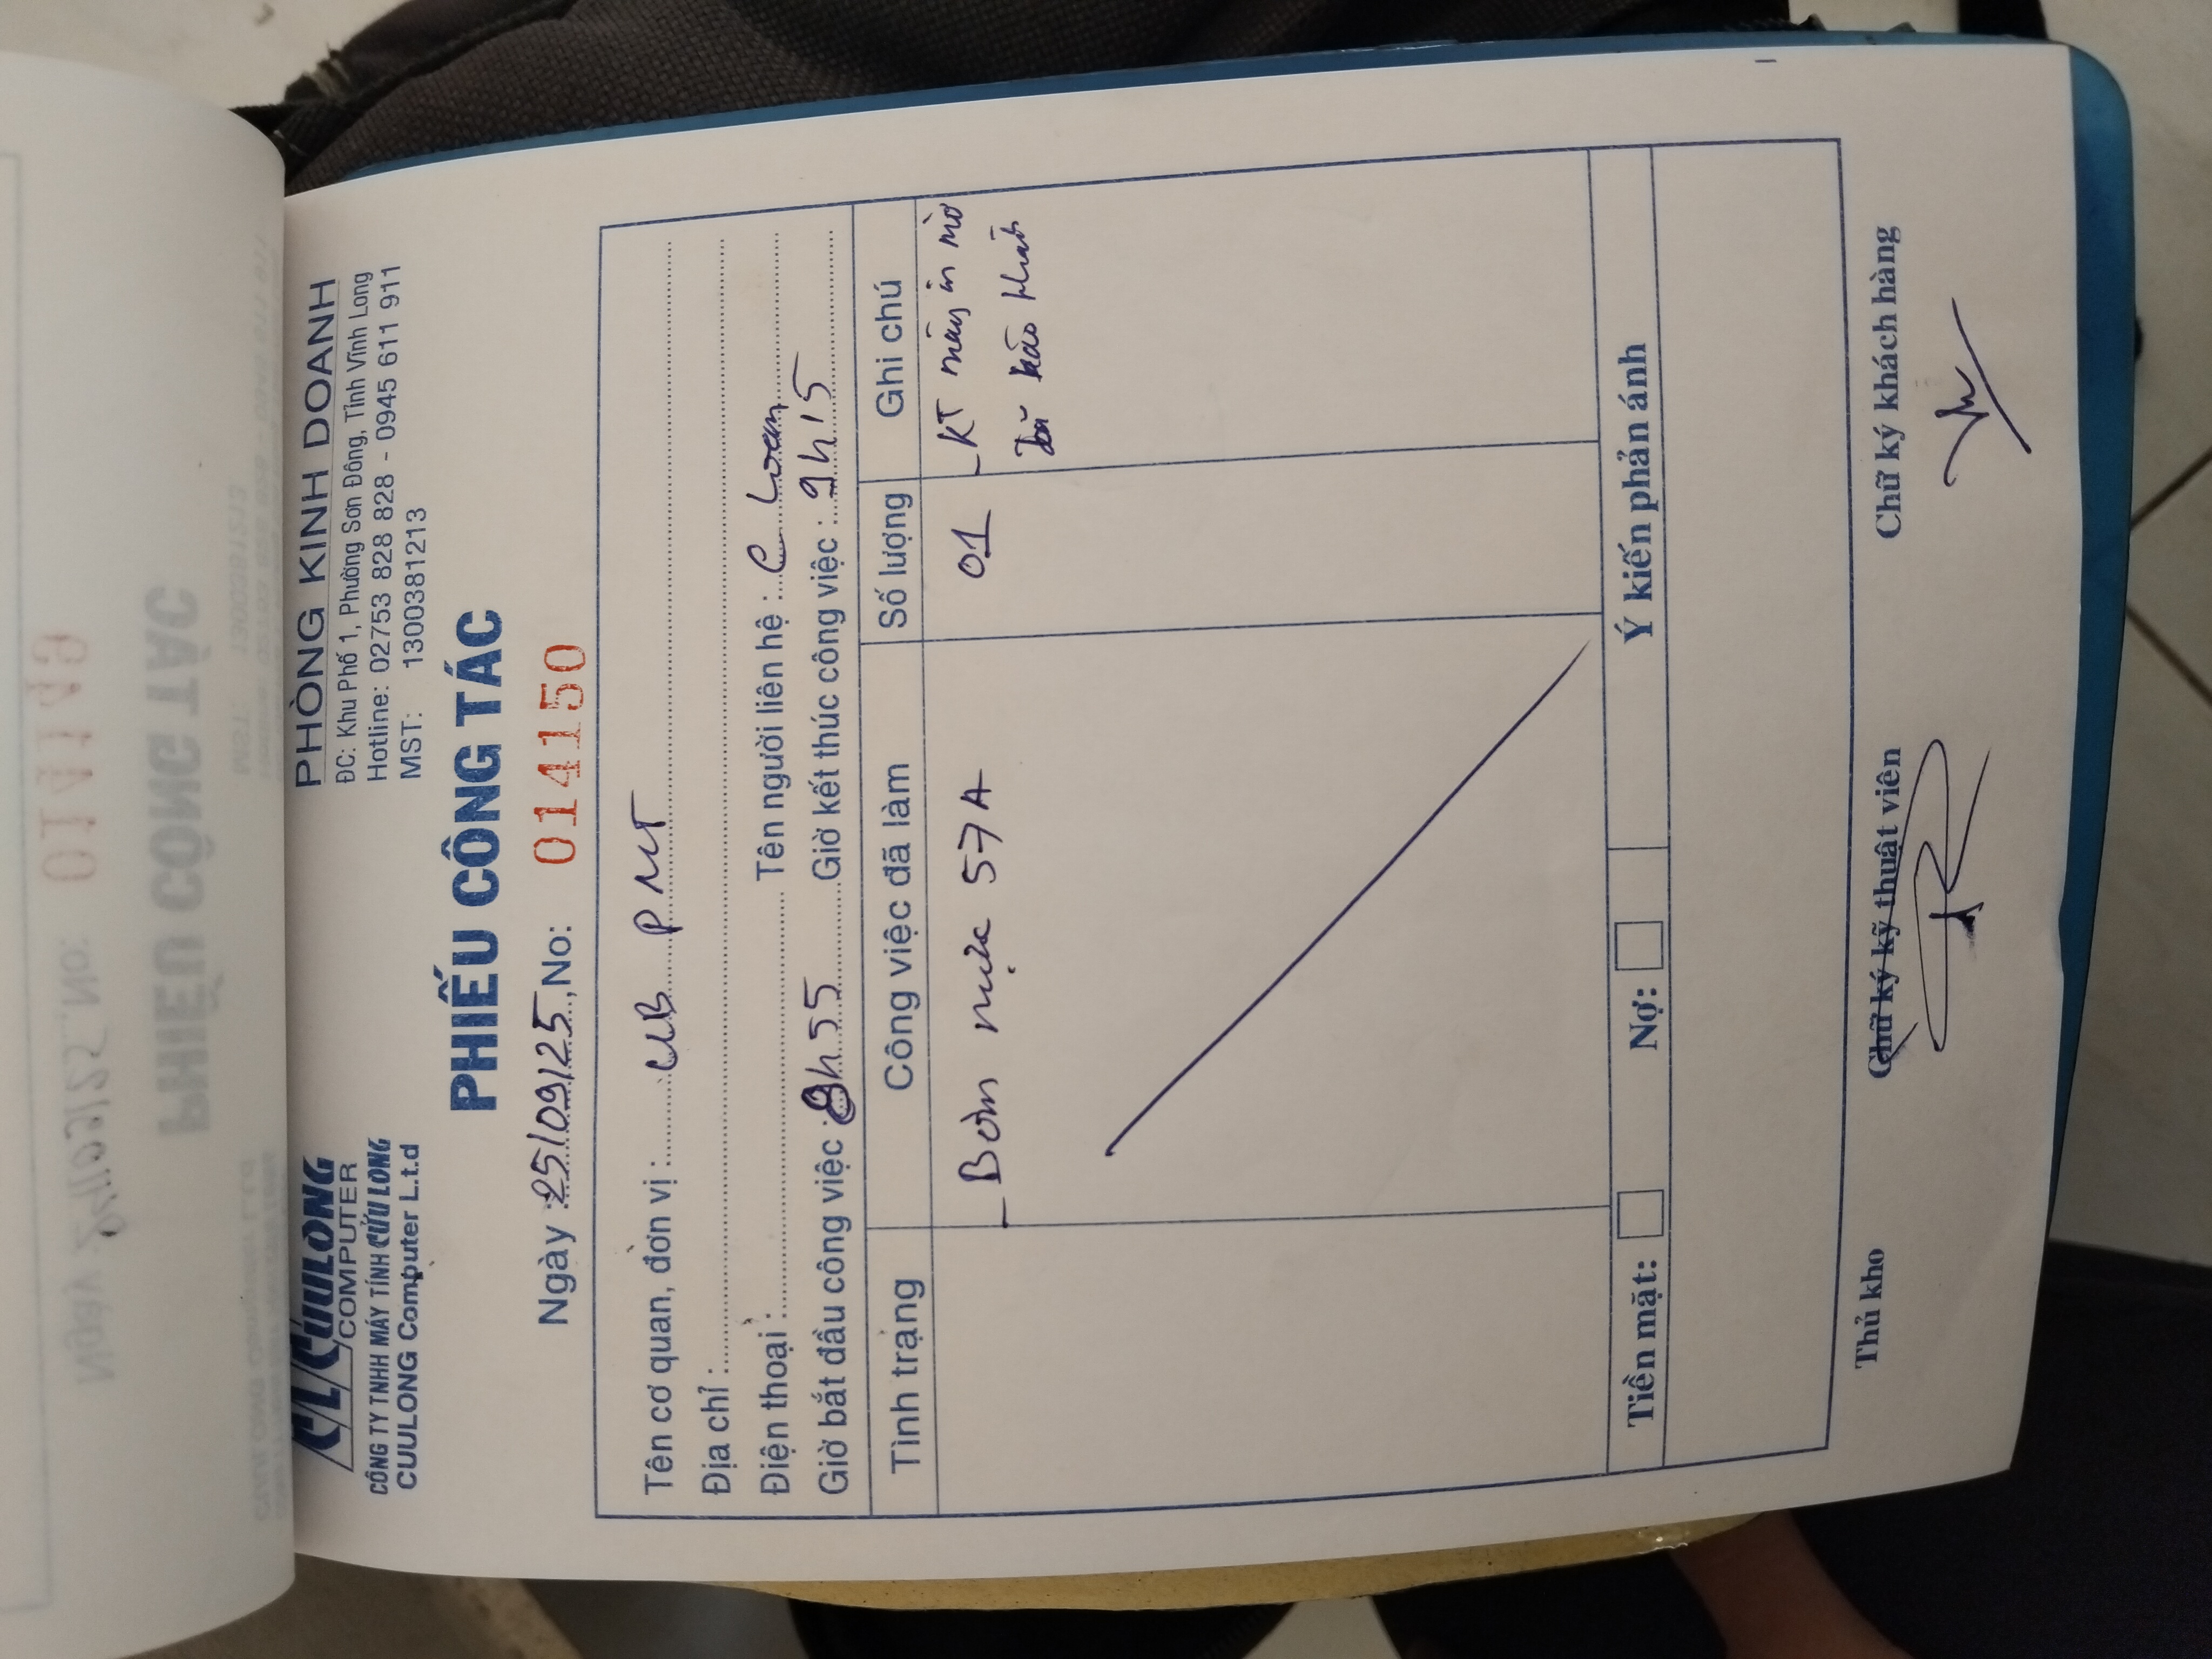 CL CUULONG
COMPUTER
CÔNG TY TNHH MÁY TÍNH CỬU LONG
CUULONG Computer L.t.d
PHÒNG KINH DOANH
ĐC: Khu Phố 1, Phường Sơn Đông, Tỉnh Vĩnh Long
Hotline: 02753 828 828 - 0945 611 911
MST: 1300381213
PHIẾU CÔNG TÁC
Ngày: 25/09/25, No: 014150
Tên cơ quan, đơn vị: UB P MT
Địa chỉ:
Điện thoại: Tên người liên hệ: C Loan
Giờ bắt đầu công việc: 8h55 Giờ kết thúc công việc: 9h15
Tình trạng Công việc đã làm Số lượng Ghi chú
- Bơm mực 57A 01 - KT máy in mờ
Đã
Tiền mặt: Nợ: Ý kiến phản ánh
Thủ kho Chữ ký kỹ thuật viên Chữ ký khách hàng
014149
PHIẾU CÔNG TÁC
Ngày No: